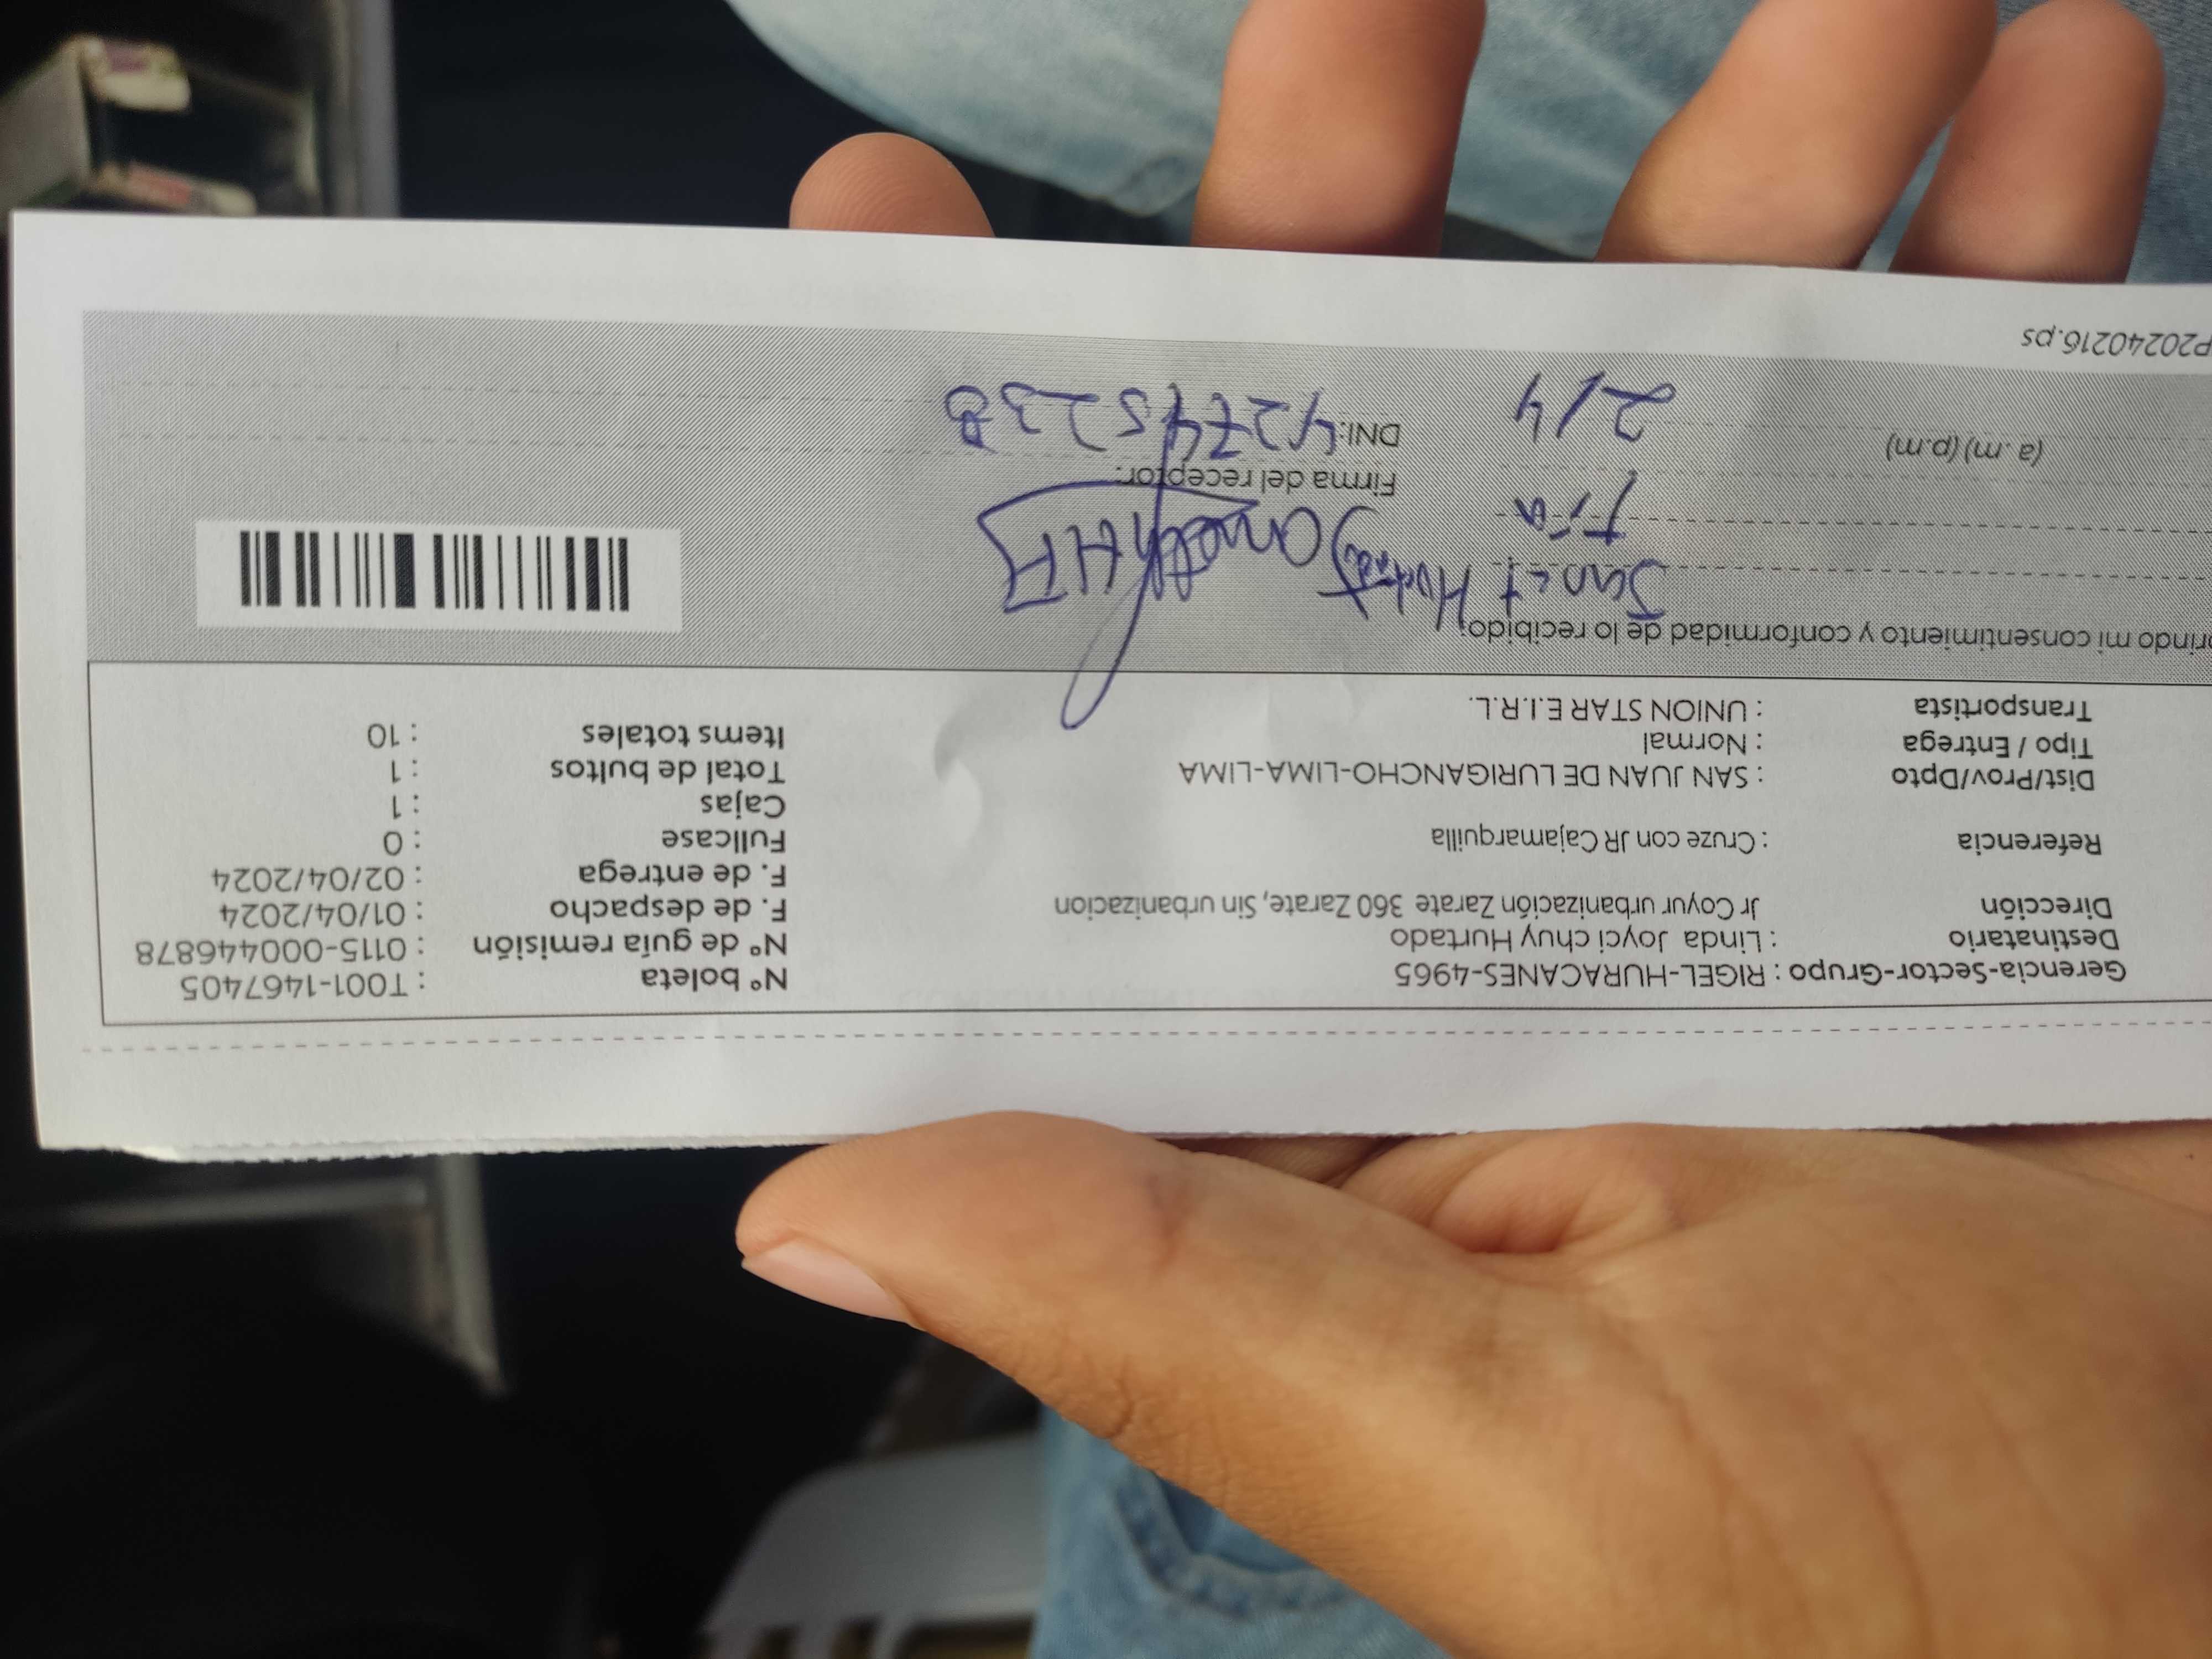 Gerencia-Sector-Grupo : RIGEL-HURACANES-4965
Destinatario : Linda Joyci chuy Hurtado
Dirección Jr Coyur urbanización Zarate 360 Zarate, Sin urbanizacion
Referencia : Cruze con JR Cajamarquilla
Dist/Prov/Dpto : SAN JUAN DE LURIGANCHO-LIMA-LIMA
Tipo / Entrega : Normal
Transportista : UNION STAR E.I.R.L.
N° boleta : T001-1467405
N° de guía remisión : 0115-000446878
F. de despacho : 01/04/2024
F. de entrega : 02/04/2024
Fullcase : 0
Cajas : 1
Total de bultos : 1
Items totales : 10
rindo mi consentimiento y conformidad de lo recibido:
Janet Hurtado
Tía
Firma del receptor:
(a.m) (p.m)
2/4
DNI: 42745238
P20240216.ps